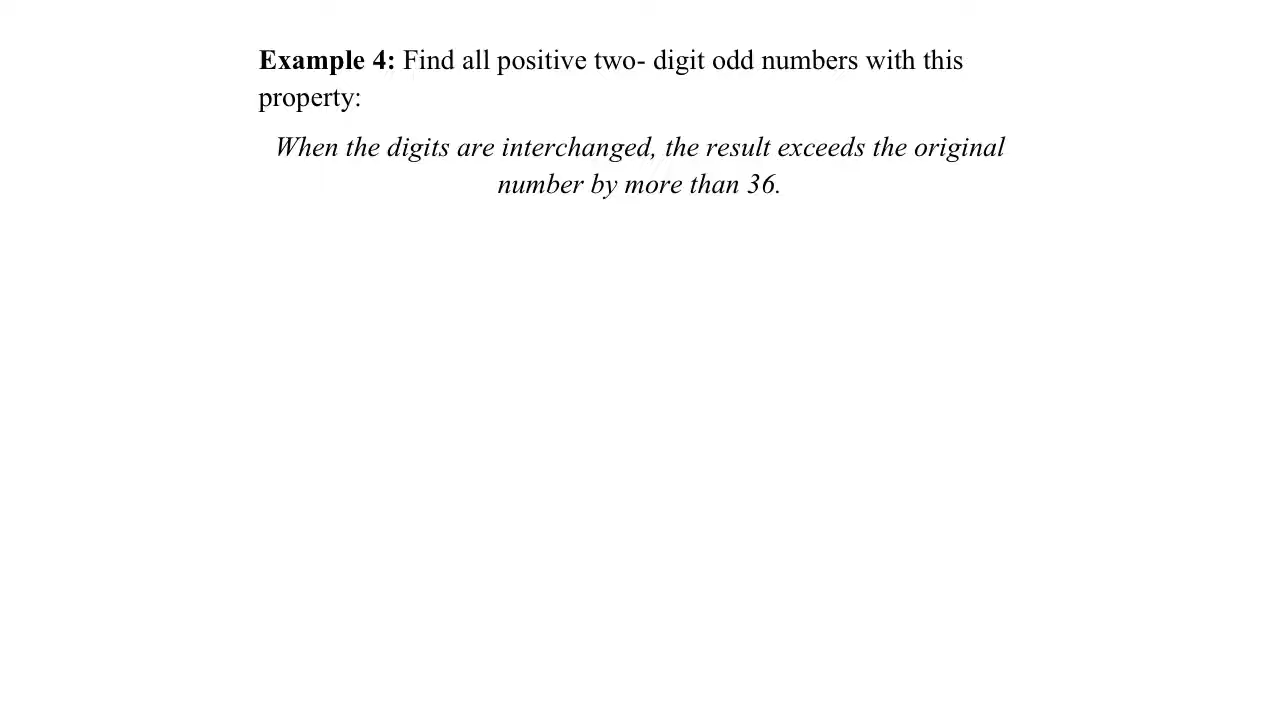 Example 4: Find all positive two- digit odd numbers with this
property:
When the digits are interchanged, the result exceeds the original
number by more than 36.